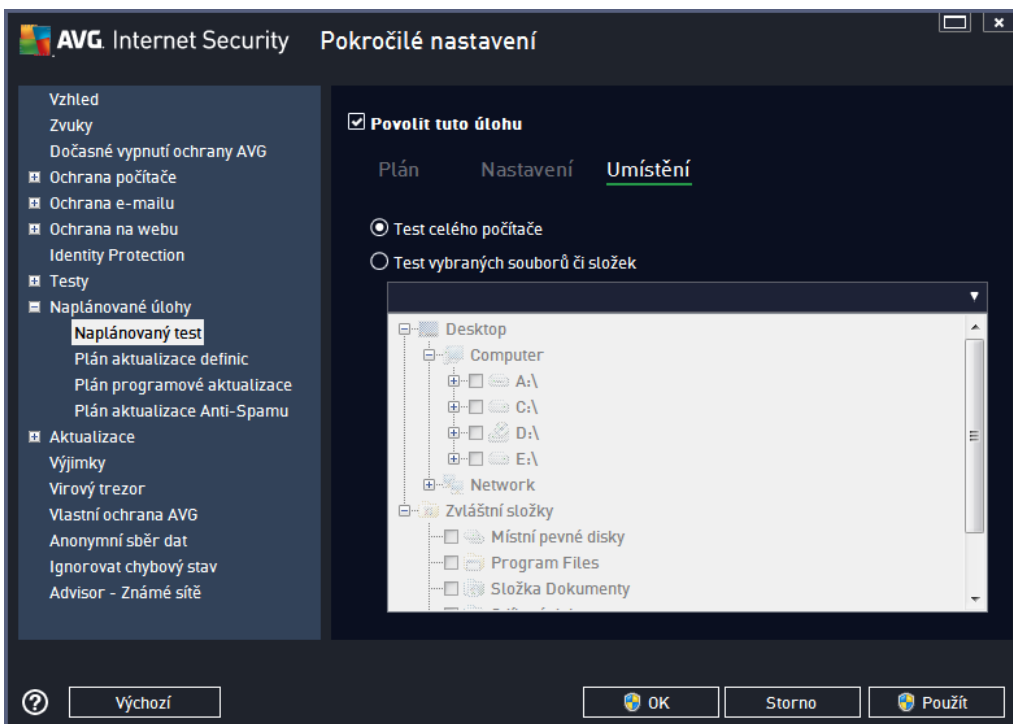 AVG. Internet Security Pokročilé nastavení
Vzhled
Zvuky
Dočasné vypnutí ochrany AVG
Ochrana počítače
Ochrana e-mailu
Ochrana na webu
Identity Protection
Testy
Naplánované úlohy
Naplánovaný test
Plán aktualizace definic
Plán programové aktualizace
Plán aktualizace Anti-Spamu
Aktualizace
Výjimky
Virový trezor
Vlastní ochrana AVG
Anonymní sběr dat
Ignorovat chybový stav
Advisor - Známé sítě
Povolit tuto úlohu
Plán Nastavení Umístění
Test celého počítače
Test vybraných souborů či složek
Desktop
Computer
A:\
C:\
D:\
E:\
Network
Zvláštní složky
Místní pevné disky
Program Files
Složka Dokumenty
Výchozí OK Storno Použít